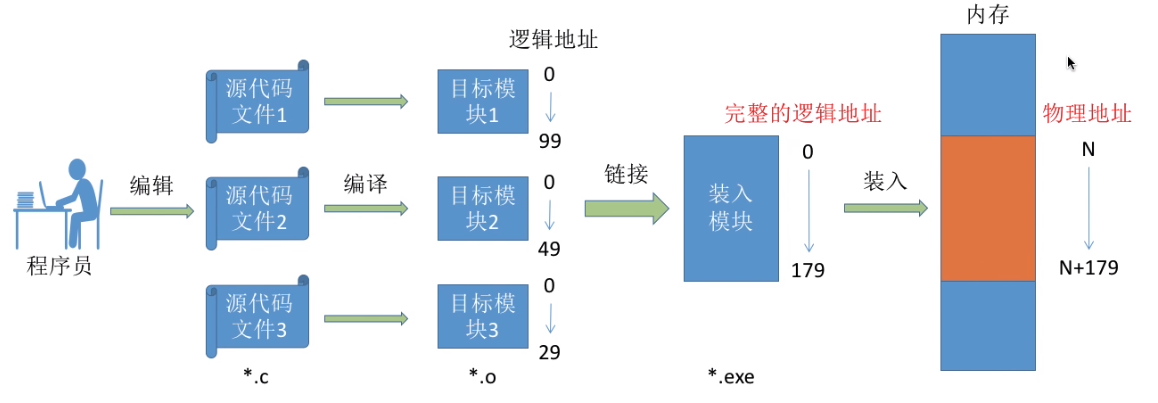 内存
逻辑地址
源代码
文件1
目标模
块1
0
99
完整的逻辑地址
物理地址
程序员
编辑
源代码
文件2
编译
目标模
块2
0
49
链接
装入
模块
0
179
装入
N
N+179
源代码
文件3
目标模
块3
0
29
*.c
*.o
*.exe